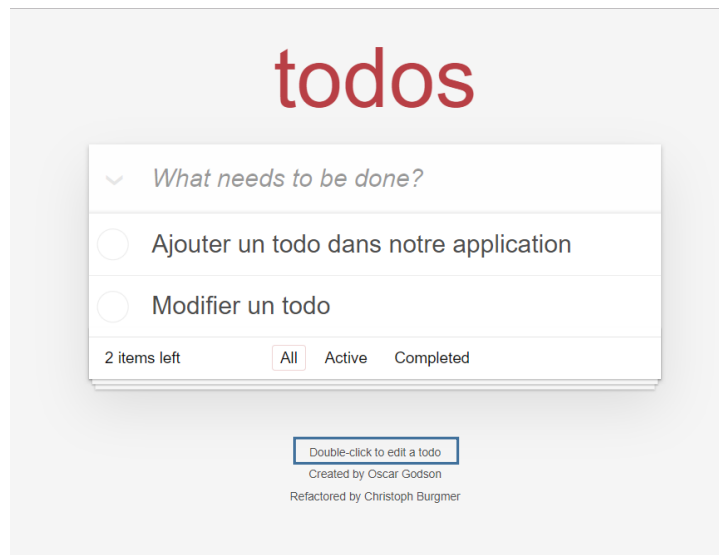 todos
What needs to be done?
Ajouter un todo dans notre application
Modifier un todo
2 items left All Active Completed
Double-click to edit a todo
Created by Oscar Godson
Refactored by Christoph Burgmer